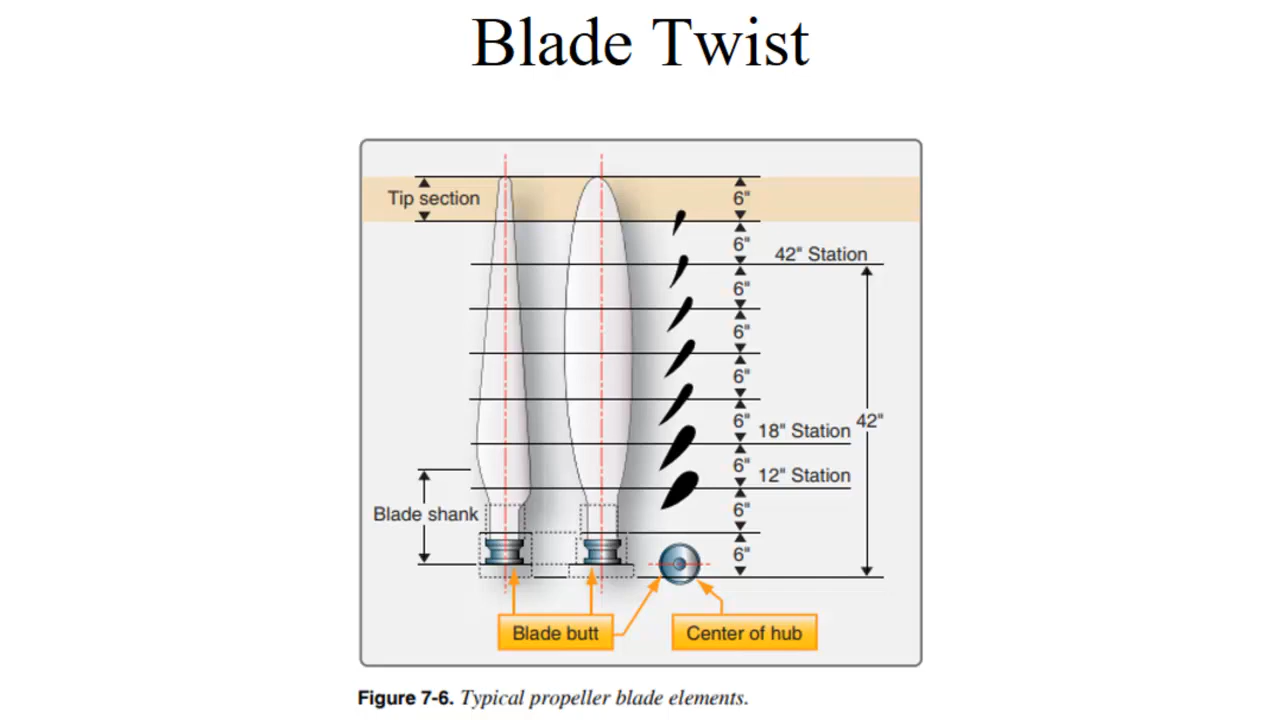 Blade Twist
Tip section
6"
6"
42" Station
6"
6"
6"
6"
18" Station
42"
6"
12" Station
Blade shank
6"
6"
Blade butt
Center of hub
Figure 7-6. Typical propeller blade elements.